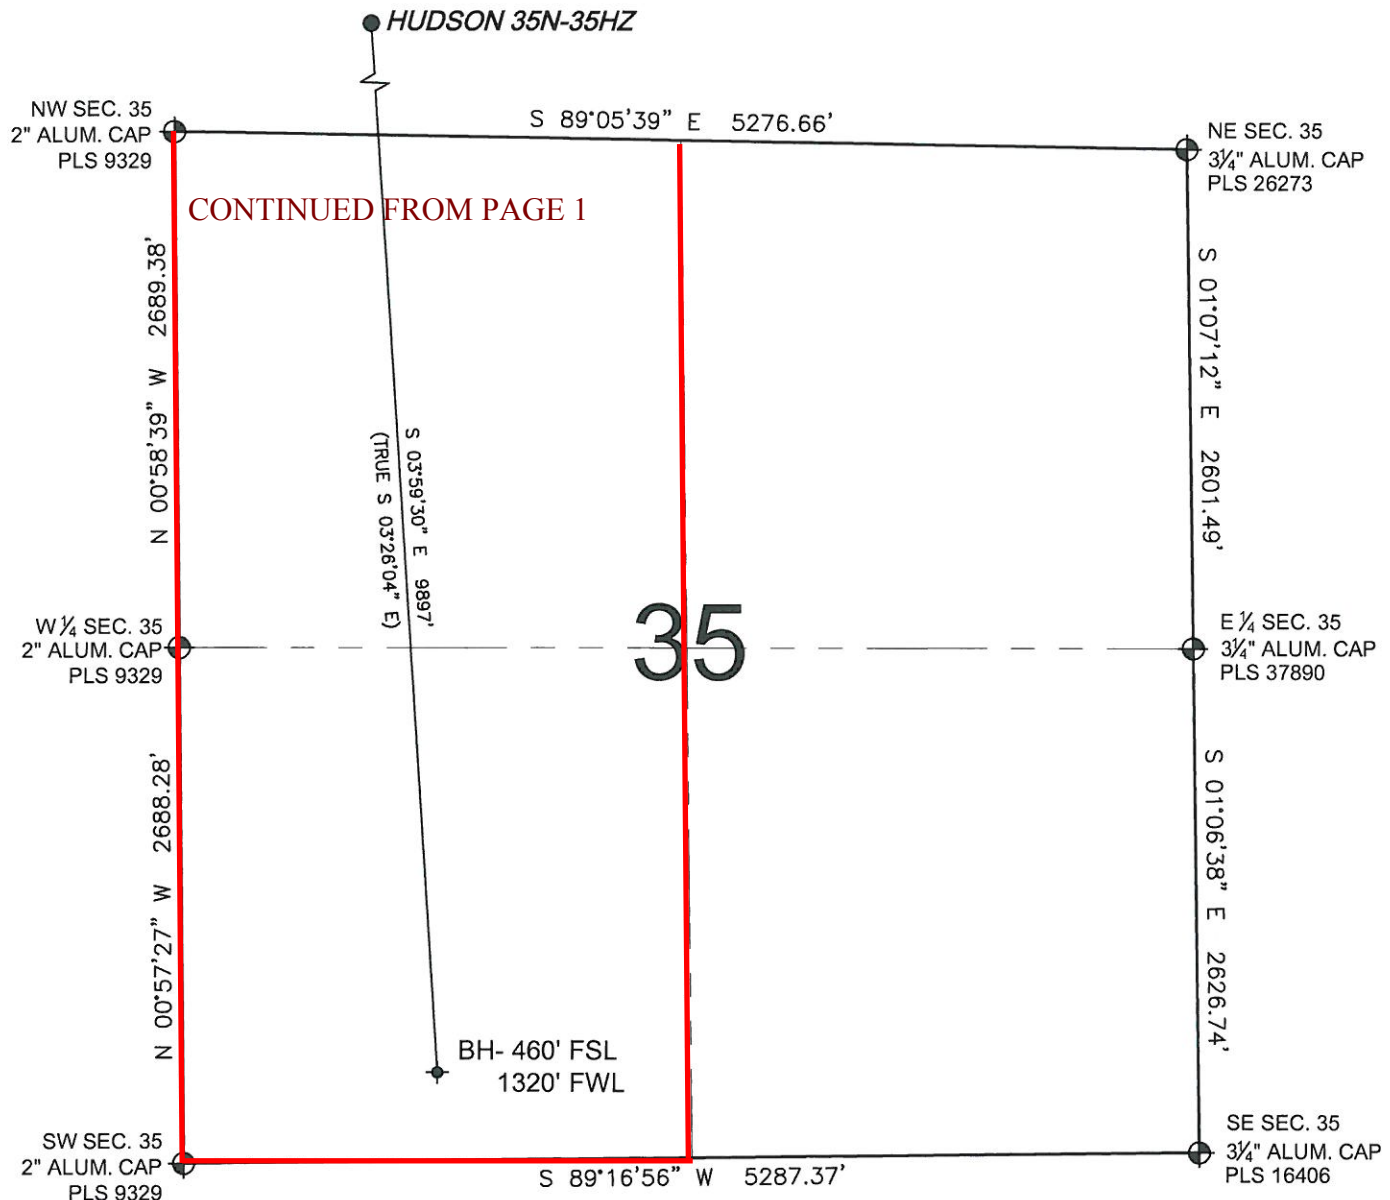 HUDSON 35N-35HZ
NW SEC. 35
2" ALUM. CAP
PLS 9329
S 89°05'39" E 5276.66'
NE SEC. 35
3¼" ALUM. CAP
PLS 26273
CONTINUED FROM PAGE 1
N 00°58'39" W 2689.38'
S 03°59'30" E 9897'
(TRUE S 03°26'04" E)
S 01°07'12" E 2601.49'
35
W ¼ SEC. 35
2" ALUM. CAP
PLS 9329
E ¼ SEC. 35
3¼" ALUM. CAP
PLS 37890
N 00°57'27" W 2688.28'
S 01°06'38" E 2626.74'
BH- 460' FSL
1320' FWL
SW SEC. 35
2" ALUM. CAP
PLS 9329
S 89°16'56" W 5287.37'
SE SEC. 35
3¼" ALUM. CAP
PLS 16406